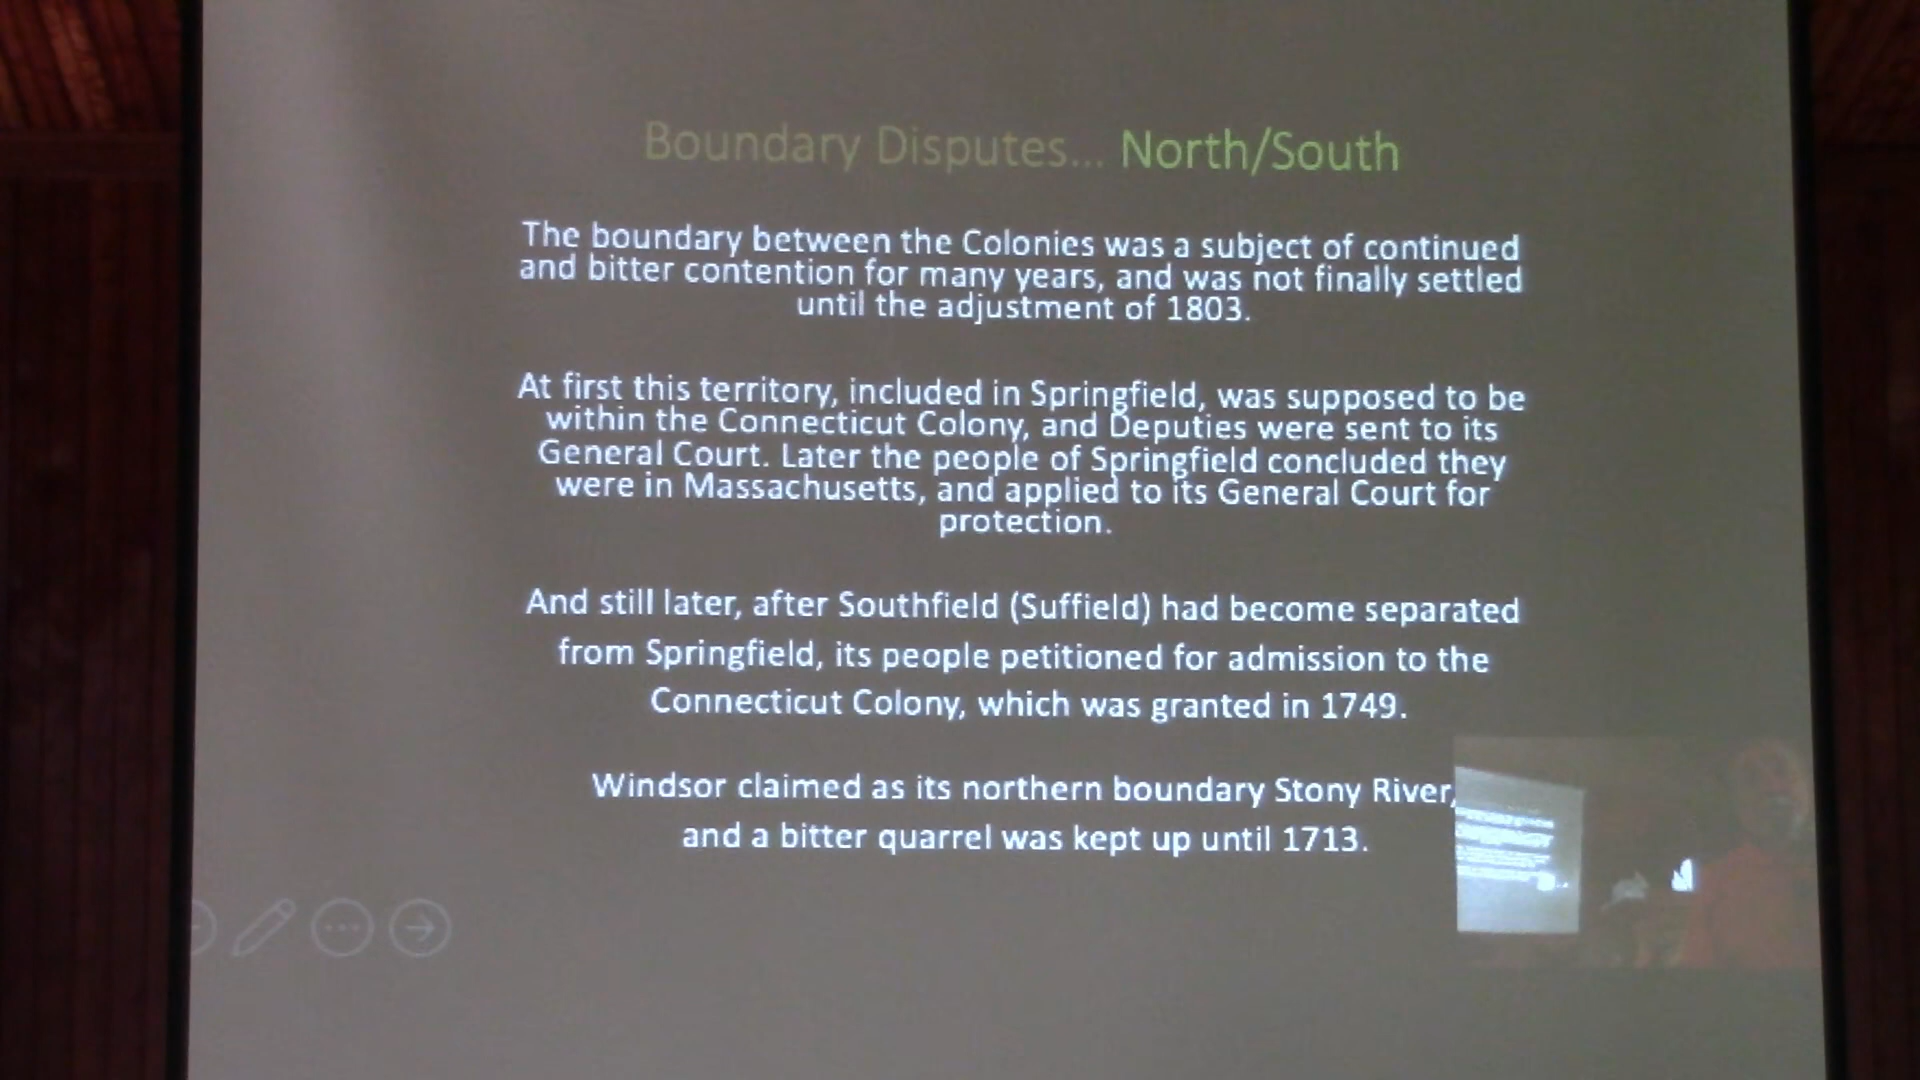 Boundary Disputes... North/South
The boundary between the Colonies was a subject of continued
and bitter contention for many years, and was not finally settled
until the adjustment of 1803.
At first this territory, included in Springfield, was supposed to be
within the Connecticut Colony, and Deputies were sent to its
General Court. Later the people of Springfield concluded they
were in Massachusetts, and applied to its General Court for
protection.
And still later, after Southfield (Suffield) had become separated
from Springfield, its people petitioned for admission to the
Connecticut Colony, which was granted in 1749.
Windsor claimed as its northern boundary Stony River,
and a bitter quarrel was kept up until 1713.